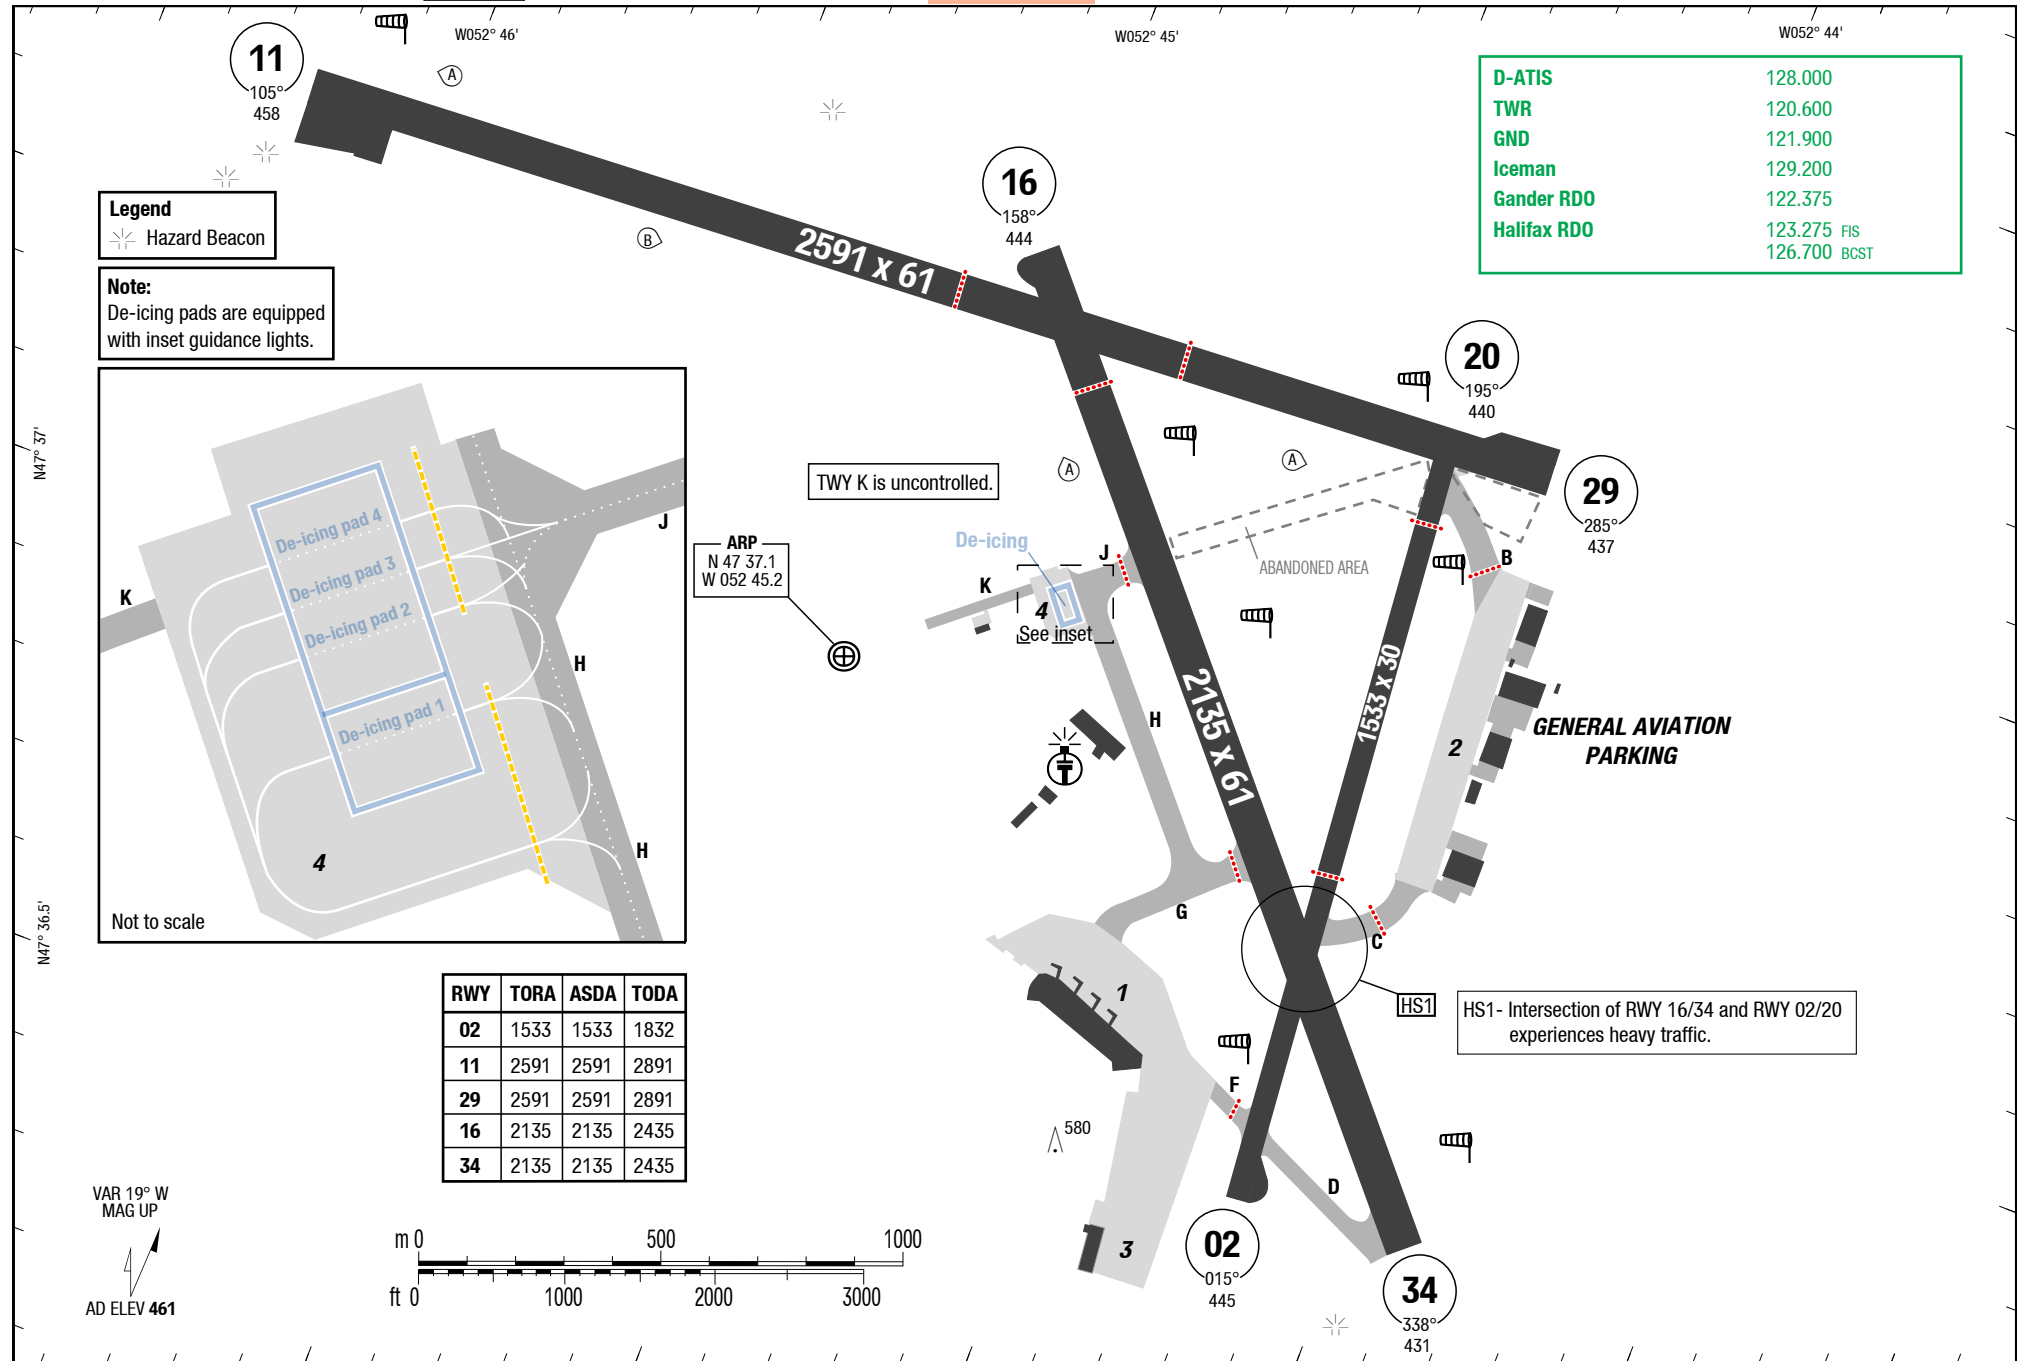 W052° 46'
W052° 45'
W052° 44'
11
105°
458
A
D-ATIS 128.000
TWR 120.600
GND 121.900
Iceman 129.200
Gander RDO 122.375
Halifax RDO 123.275 FIS
126.700 BCST
16
158°
444
Legend
Hazard Beacon
B
2591 x 61
Note:
De-icing pads are equipped
with inset guidance lights.
20
195°
440
N47° 37'
A
A
TWY K is uncontrolled.
29
285°
437
De-icing pad 4
De-icing pad 3
De-icing pad 2
De-icing pad 1
J
K
H
H
4
Not to scale
ARP
N 47 37.1
W 052 45.2
De-icing
J
K
4
See inset
ABANDONED AREA
B
H
2135 x 61
1533 x 30
2
GENERAL AVIATION
PARKING
N47° 36.5'
G
C
1
HS1
HS1- Intersection of RWY 16/34 and RWY 02/20
experiences heavy traffic.
RWY TORA ASDA TODA
02 1533 1533 1832
11 2591 2591 2891
29 2591 2591 2891
16 2135 2135 2435
34 2135 2135 2435
F
580
D
3
02
015°
445
34
338°
431
VAR 19° W
MAG UP
AD ELEV 461
m 0 500 1000
ft 0 1000 2000 3000